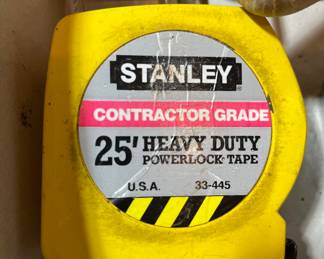 STANLEY
CONTRACTOR GRADE
25' HEAVY DUTY
POWERLOCK® TAPE
U.S.A. 33-445